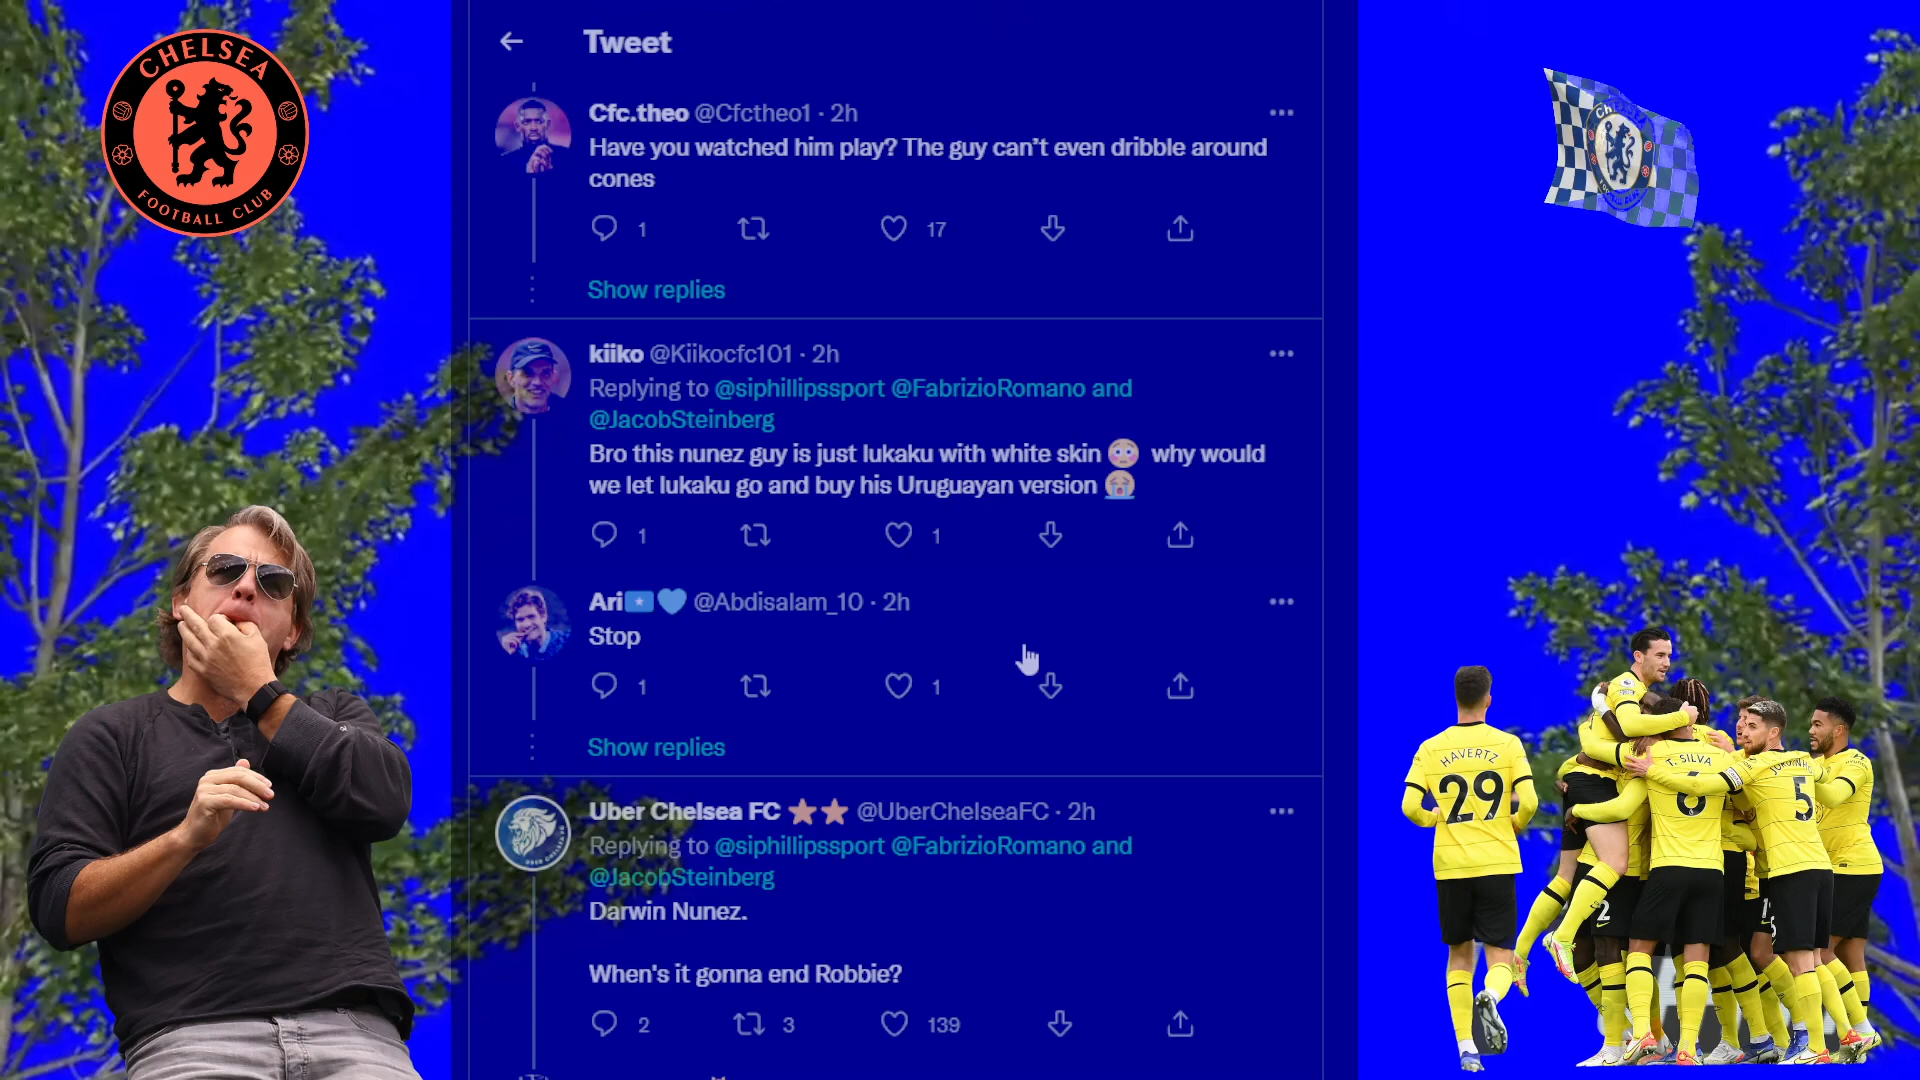 CHELSEA
FOOTBALL CLUB
Tweet
Cfc.theo @Cfctheo1 · 2h
Have you watched him play? The guy can't even dribble around
cones
1 17
Show replies
kiiko @Kiikocfc101 · 2h
Replying to @siphillipssport @FabrizioRomano and
@JacobSteinberg
Bro this nunez guy is just lukaku with white skin 😳 why would
we let lukaku go and buy his Uruguayan version 😭
1 1
Ari @Abdisalam_10 · 2h
Stop
1 1
Show replies
Uber Chelsea FC ⭐⭐ @UberChelseaFC · 2h
Replying to @siphillipssport @FabrizioRomano and
@JacobSteinberg
Darwin Nunez.
When's it gonna end Robbie?
2 3 139
HAVERTZ
29
T. SILVA
6
JORGINHO
5